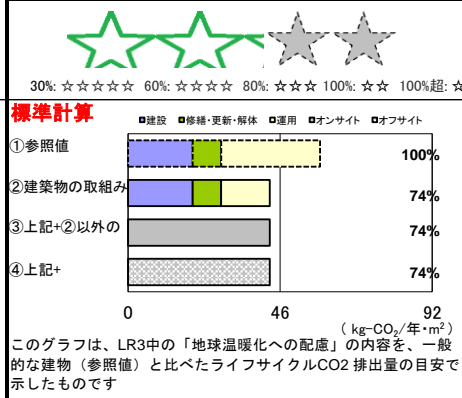 30%: ☆☆☆☆☆ 60%: ☆☆☆☆ 80%: ☆☆☆ 100%: ☆☆ 100%超: ☆
標準計算
■建設 ■修繕・更新・解体 ■運用 ■オンサイト ■オフサイト
①参照値 100%
②建築物の取組み 74%
③上記+②以外の 74%
④上記+ 74%
0 46 92
( kg-CO₂/年・m² )
このグラフは、LR3中の「地球温暖化への配慮」の内容を、一般
的な建物（参照値）と比べたライフサイクルCO2 排出量の目安で
示したものです